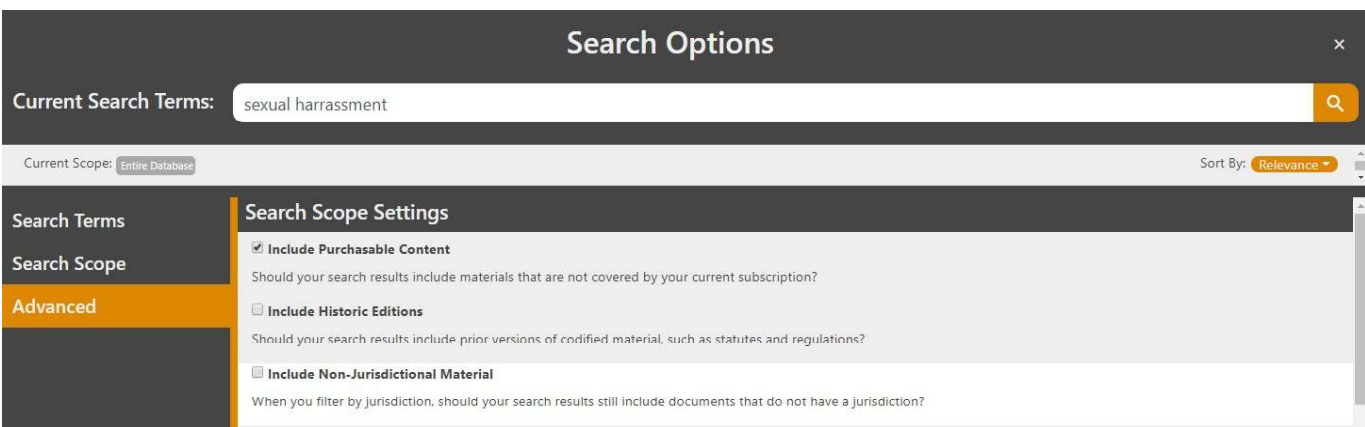 Search Options ×
Current Search Terms: sexual harrassment
Current Scope: Entire Database Sort By: Relevance
Search Terms
Search Scope
Advanced
Search Scope Settings
Include Purchasable Content
Should your search results include materials that are not covered by your current subscription?
Include Historic Editions
Should your search results include prior versions of codified material, such as statutes and regulations?
Include Non-Jurisdictional Material
When you filter by jurisdiction, should your search results still include documents that do not have a jurisdiction?